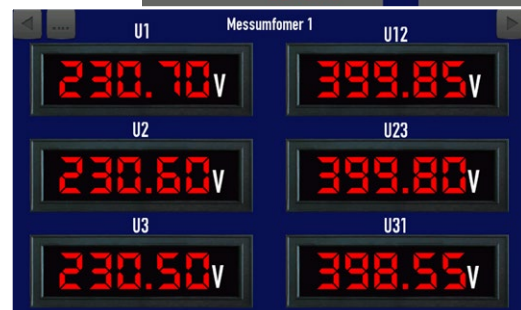 ....
Messumfomer 1
U1
U12
230.70V
399.85V
U2
U23
230.60V
399.80V
U3
U31
230.50V
398.55V